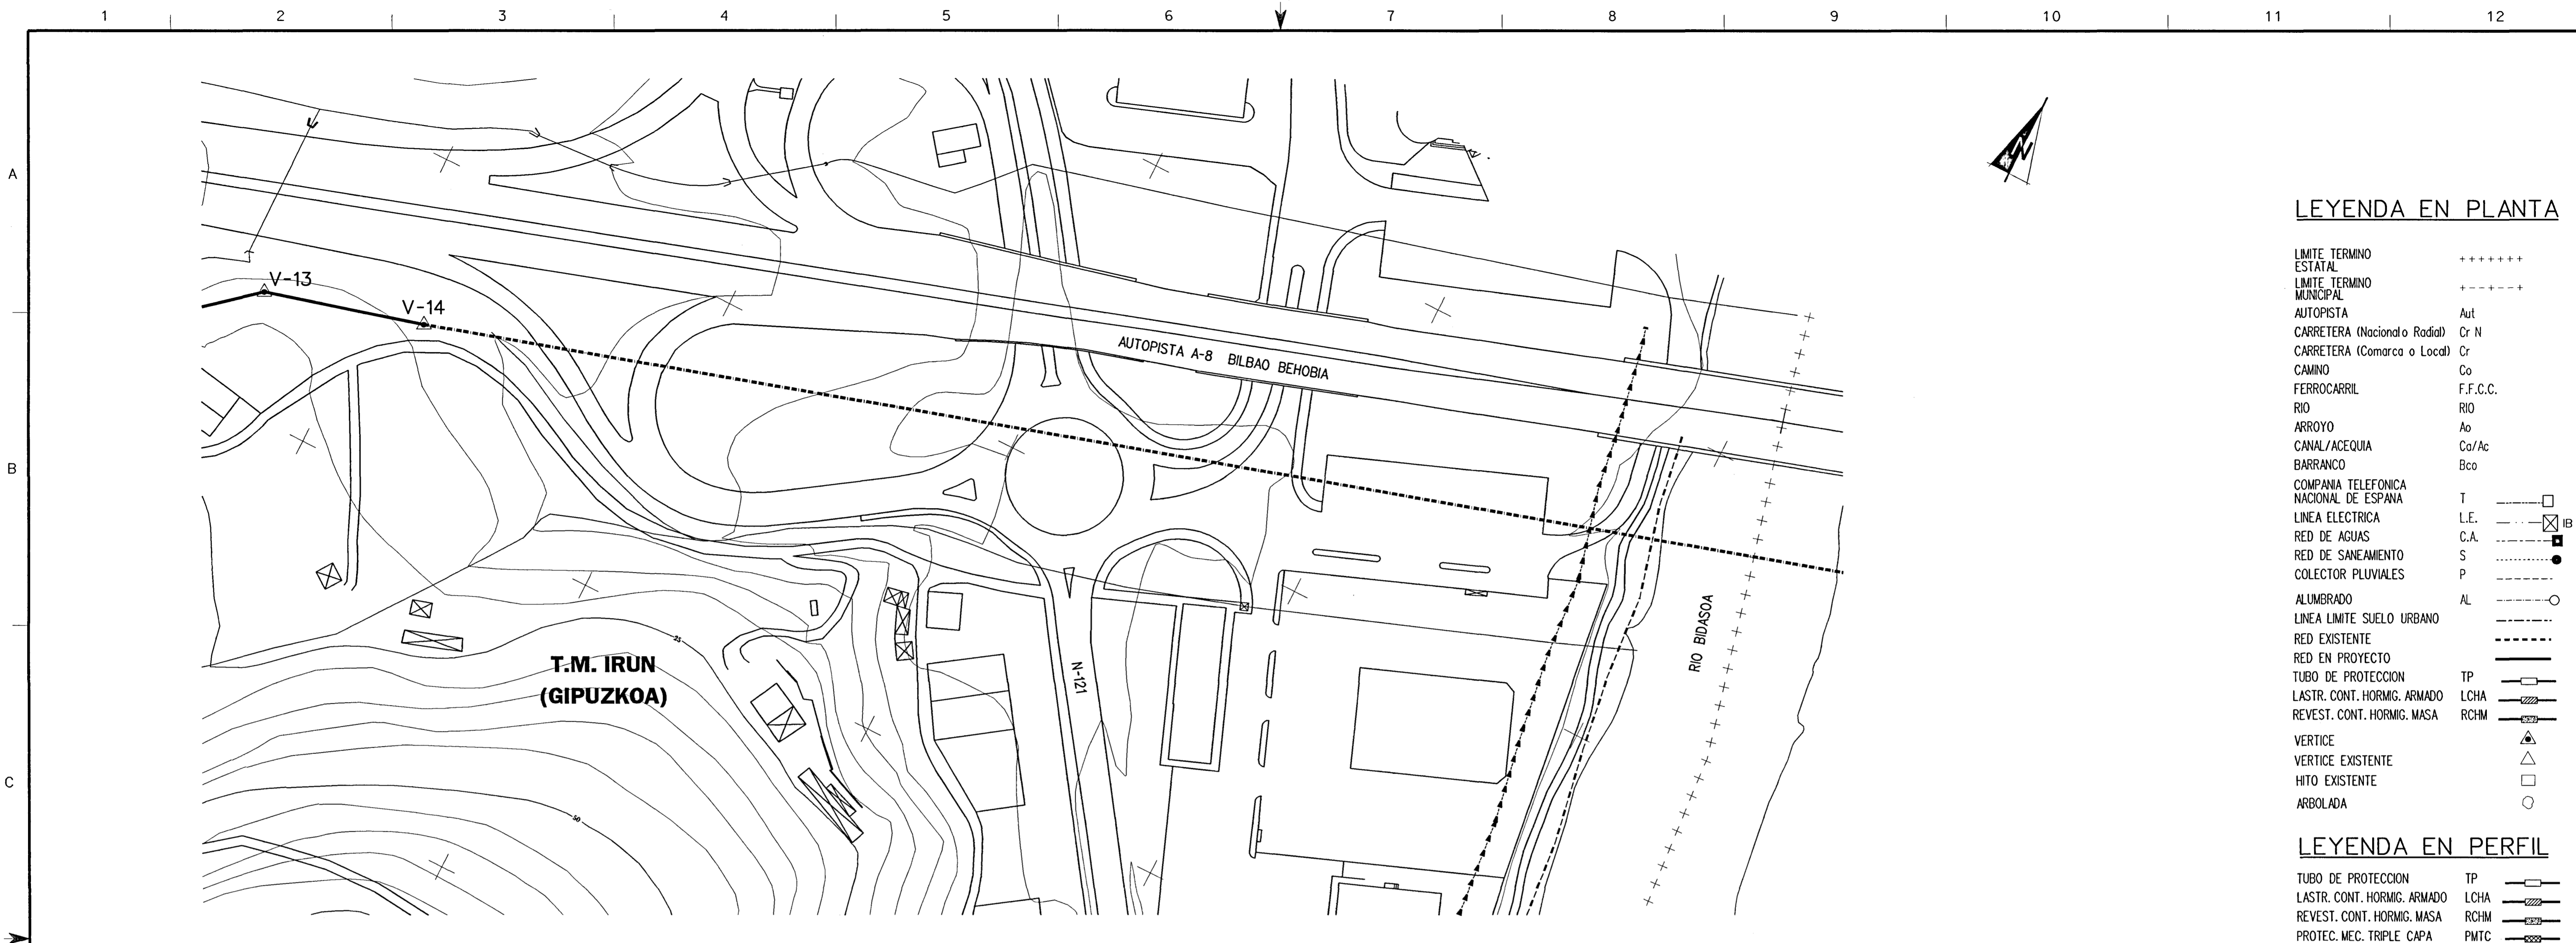 1 2 3 4 5 6 7 8 9 10 11 12
A
B
C
N
V-13
V-14
AUTOPISTA A-8 BILBAO BEHOBIA
RIO BIDASOA
N-121
25
50
T.M. IRUN
(GIPUZKOA)
LEYENDA EN PLANTA
LIMITE TERMINO
ESTATAL
LIMITE TERMINO
MUNICIPAL
AUTOPISTA Aut
CARRETERA (Nacional o Radial) Cr N
CARRETERA (Comarca o Local) Cr
CAMINO Co
FERROCARRIL F.F.C.C.
RIO RIO
ARROYO Ao
CANAL/ACEQUIA Ca/Ac
BARRANCO Bco
COMPANIA TELEFONICA
NACIONAL DE ESPANA T
LINEA ELECTRICA L.E. IB
RED DE AGUAS C.A.
RED DE SANEAMIENTO S
COLECTOR PLUVIALES P
ALUMBRADO AL
LINEA LIMITE SUELO URBANO
RED EXISTENTE
RED EN PROYECTO
TUBO DE PROTECCION TP
LASTR. CONT. HORMIG. ARMADO LCHA
REVEST. CONT. HORMIG. MASA RCHM
VERTICE
VERTICE EXISTENTE
HITO EXISTENTE
ARBOLADA
LEYENDA EN PERFIL
TUBO DE PROTECCION TP
LASTR. CONT. HORMIG. ARMADO LCHA
REVEST. CONT. HORMIG. MASA RCHM
PROTEC. MEC. TRIPLE CAPA PMTC